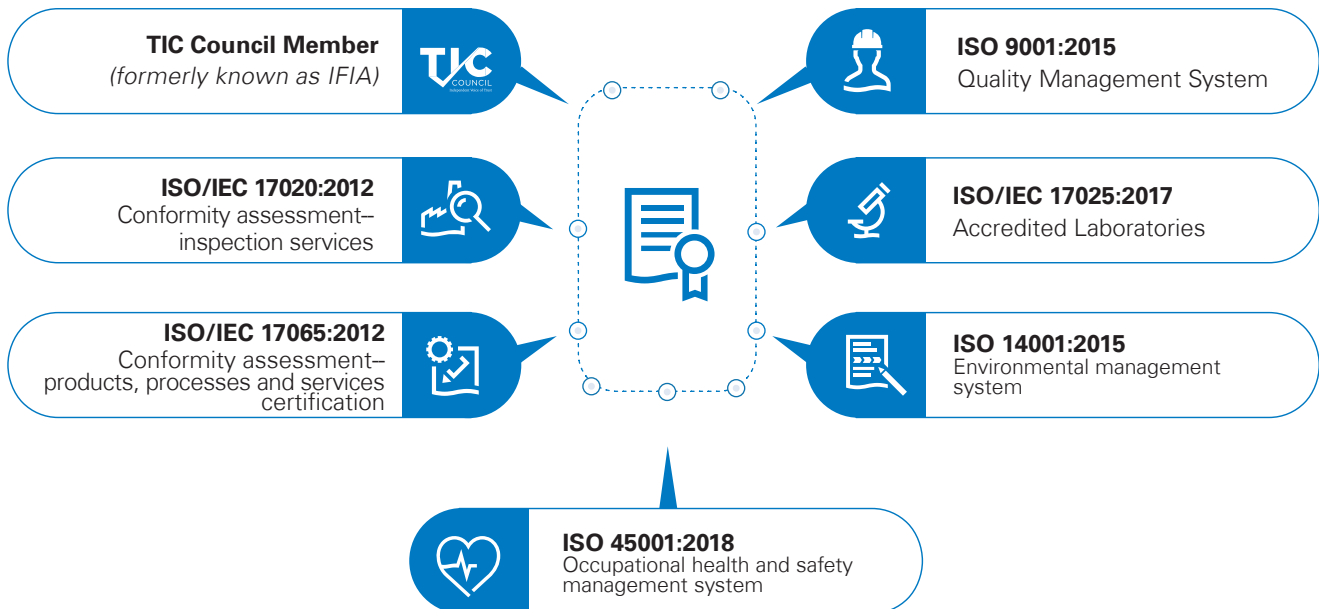 TIC Council Member
(formerly known as IFIA)
TIC
COUNCIL
ISO 9001:2015
Quality Management System
ISO/IEC 17020:2012
Conformity assessment–
inspection services
ISO/IEC 17025:2017
Accredited Laboratories
ISO/IEC 17065:2012
Conformity assessment–
products, processes and services
certification
ISO 14001:2015
Environmental management
system
ISO 45001:2018
Occupational health and safety
management system